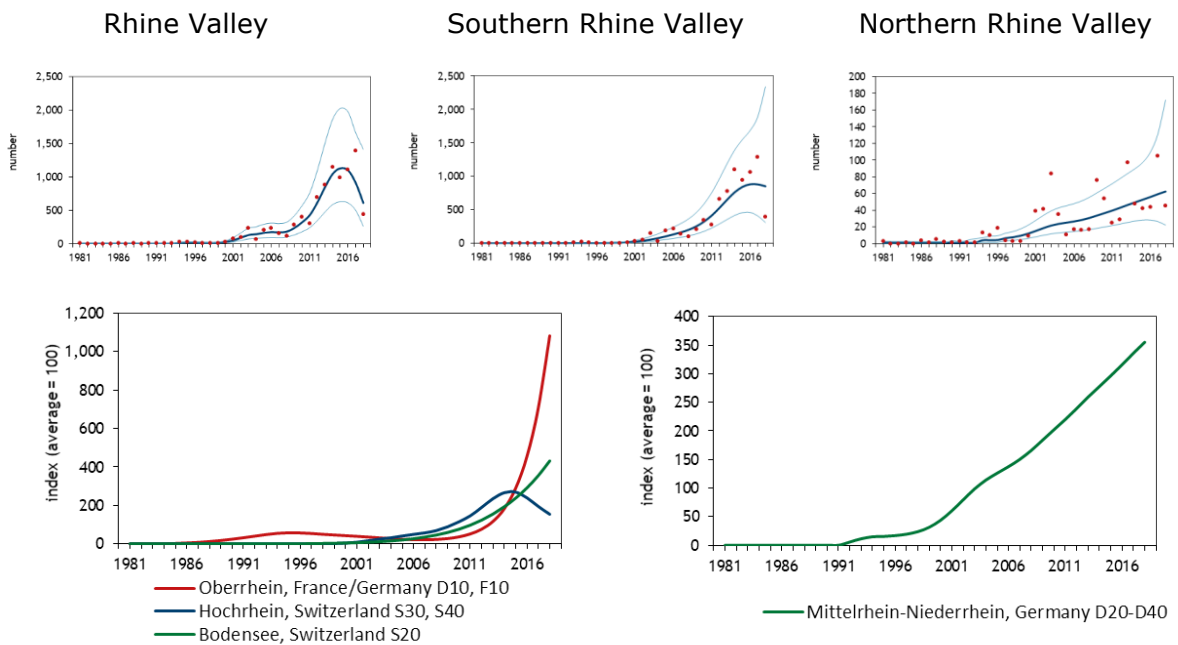 Rhine Valley
Southern Rhine Valley
Northern Rhine Valley
2,500
2,000
1,500
1,000
500
0
number
1981 1986 1991 1996 2001 2006 2011 2016
2,500
2,000
1,500
1,000
500
0
number
1981 1986 1991 1996 2001 2006 2011 2016
200
180
160
140
120
100
80
60
40
20
0
number
1981 1986 1991 1996 2001 2006 2011 2016
1,200
1,000
800
600
400
200
0
index (average = 100)
1981 1986 1991 1996 2001 2006 2011 2016
Oberrhein, France/Germany D10, F10
Hochrhein, Switzerland S30, S40
Bodensee, Switzerland S20
400
350
300
250
200
150
100
50
0
index (average = 100)
1981 1986 1991 1996 2001 2006 2011 2016
Mittelrhein-Niederrhein, Germany D20-D40